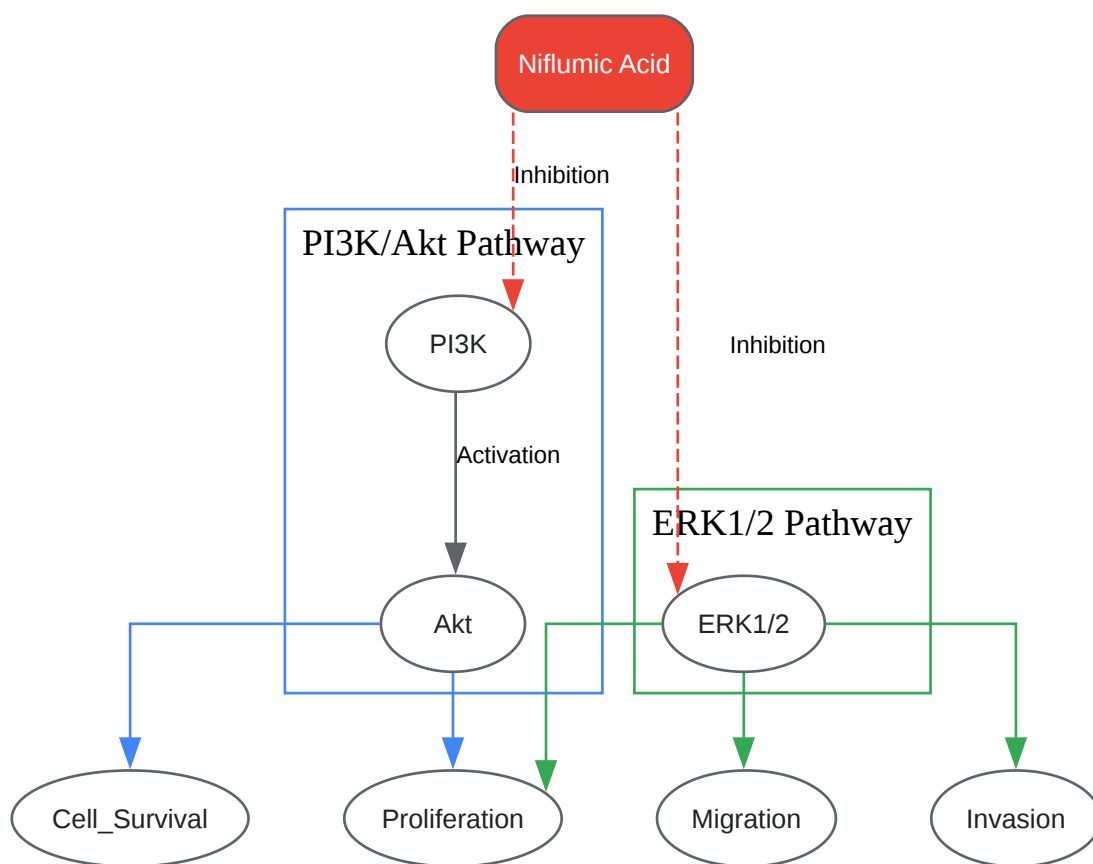 Niflumic Acid
Inhibition
PI3K/Akt Pathway
PI3K
Inhibition
Activation
ERK1/2 Pathway
Akt
ERK1/2
Cell_Survival
Proliferation
Migration
Invasion